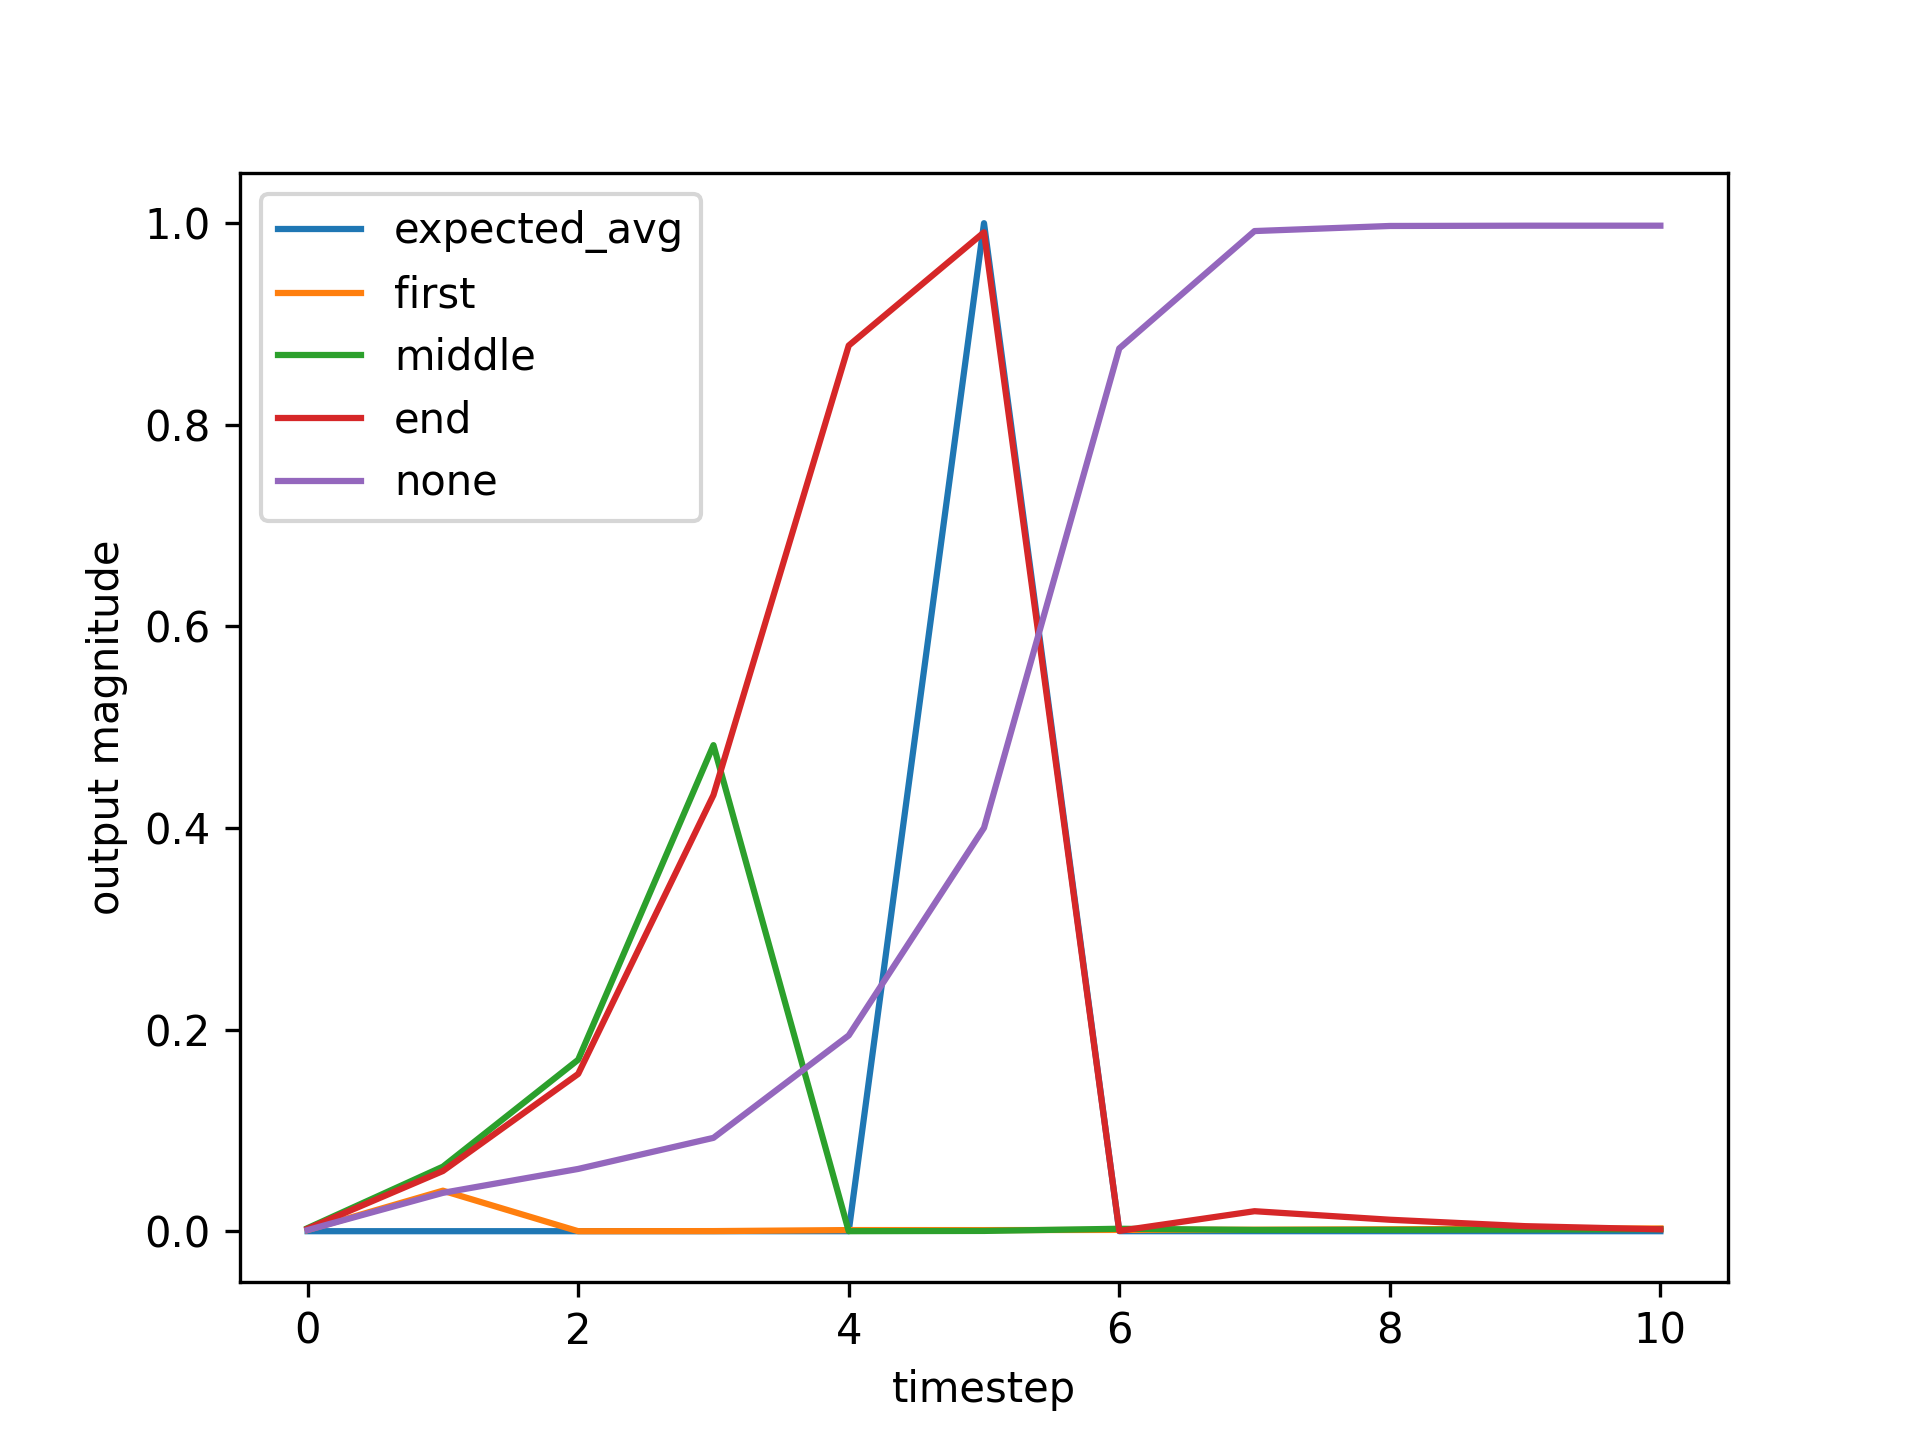 expected_avg
first
middle
end
none
1.0
0.8
0.6
0.4
0.2
0.0
output magnitude
0 2 4 6 8 10
timestep